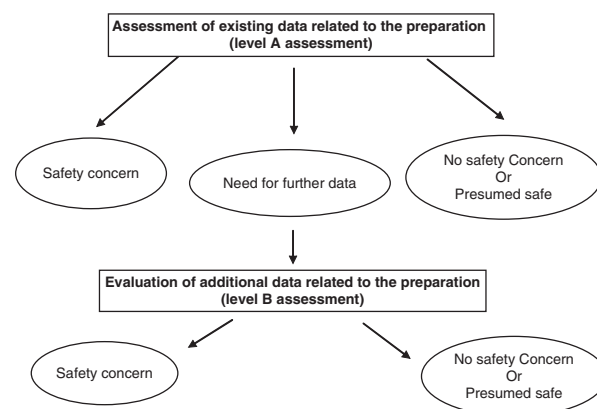 Assessment of existing data related to the preparation
(level A assessment)
Safety concern
Need for further data
No safety Concern
Or
Presumed safe
Evaluation of additional data related to the preparation
(level B assessment)
Safety concern
No safety Concern
Or
Presumed safe